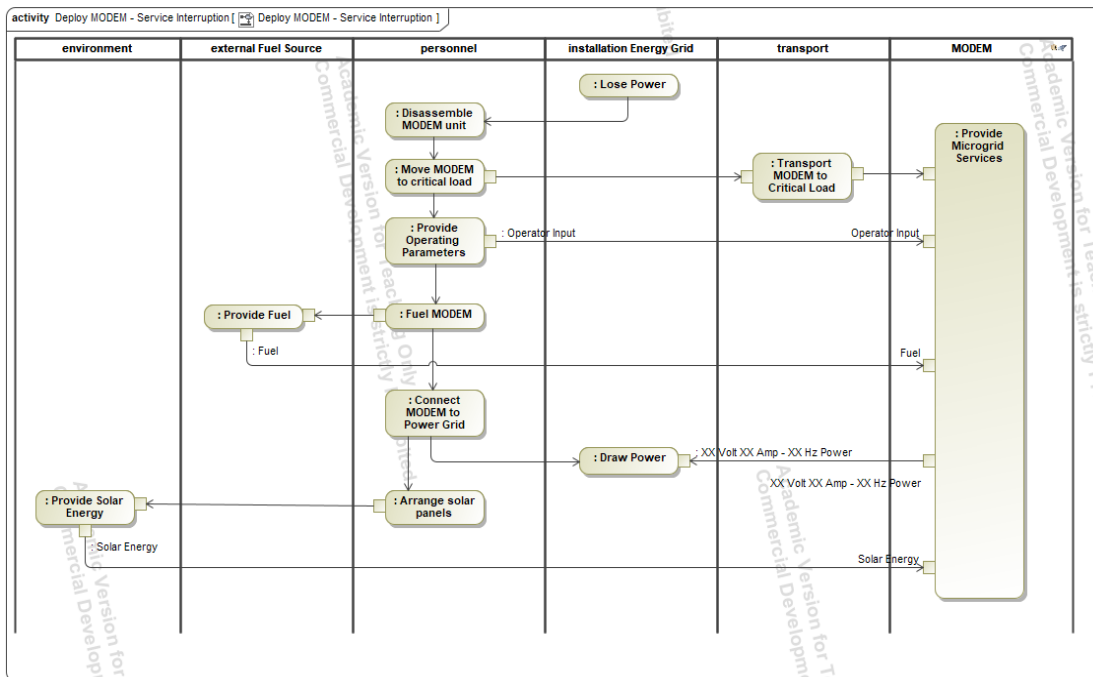 activity Deploy MODEM - Service Interruption [ Deploy MODEM - Service Interruption ]
environment
external Fuel Source
personnel
installation Energy Grid
transport
MODEM
: Lose Power
: Disassemble
MODEM unit
: Provide
Microgrid
Services
: Move MODEM
to critical load
: Transport
MODEM to
Critical Load
: Provide
Operating
Parameters
: Operator Input
Operator Input
: Provide Fuel
: Fuel MODEM
: Fuel
Fuel
: Connect
MODEM to
Power Grid
: Draw Power
: XX Volt XX Amp - XX Hz Power
XX Volt XX Amp - XX Hz Power
: Provide Solar
Energy
: Arrange solar
panels
: Solar Energy
Solar Energy
Academic Version for Teaching Only
Commercial Development is strictly